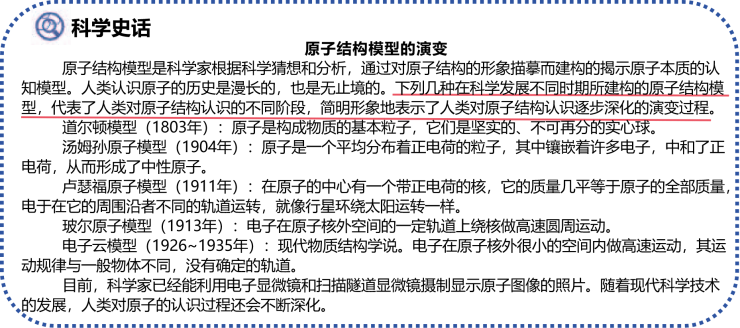 科学史话
原子结构模型的演变
原子结构模型是科学家根据科学猜想和分析，通过对原子结构的形象描摹而建构的揭示原子本质的认
知模型。人类认识原子的历史是漫长的，也是无止境的。下列几种在科学发展不同时期所建构的原子结构模
型，代表了人类对原子结构认识的不同阶段，简明形象地表示了人类对原子结构认识逐步深化的演变过程。
道尔顿模型（1803年）：原子是构成物质的基本粒子，它们是坚实的、不可再分的实心球。
汤姆孙原子模型（1904年）：原子是一个平均分布着正电荷的粒子，其中镶嵌着许多电子，中和了正
电荷，从而形成了中性原子。
卢瑟福原子模型（1911年）：在原子的中心有一个带正电荷的核，它的质量几平等于原子的全部质量，
电于在它的周围沿者不同的轨道运转，就像行星环绕太阳运转一样。
玻尔原子模型（1913年）：电子在原子核外空间的一定轨道上绕核做高速圆周运动。
电子云模型（1926~1935年）：现代物质结构学说。电子在原子核外很小的空间内做高速运动，其运
动规律与一般物体不同，没有确定的轨道。
目前，科学家已经能利用电子显微镜和扫描隧道显微镜摄制显示原子图像的照片。随着现代科学技术
的发展，人类对原子的认识过程还会不断深化。